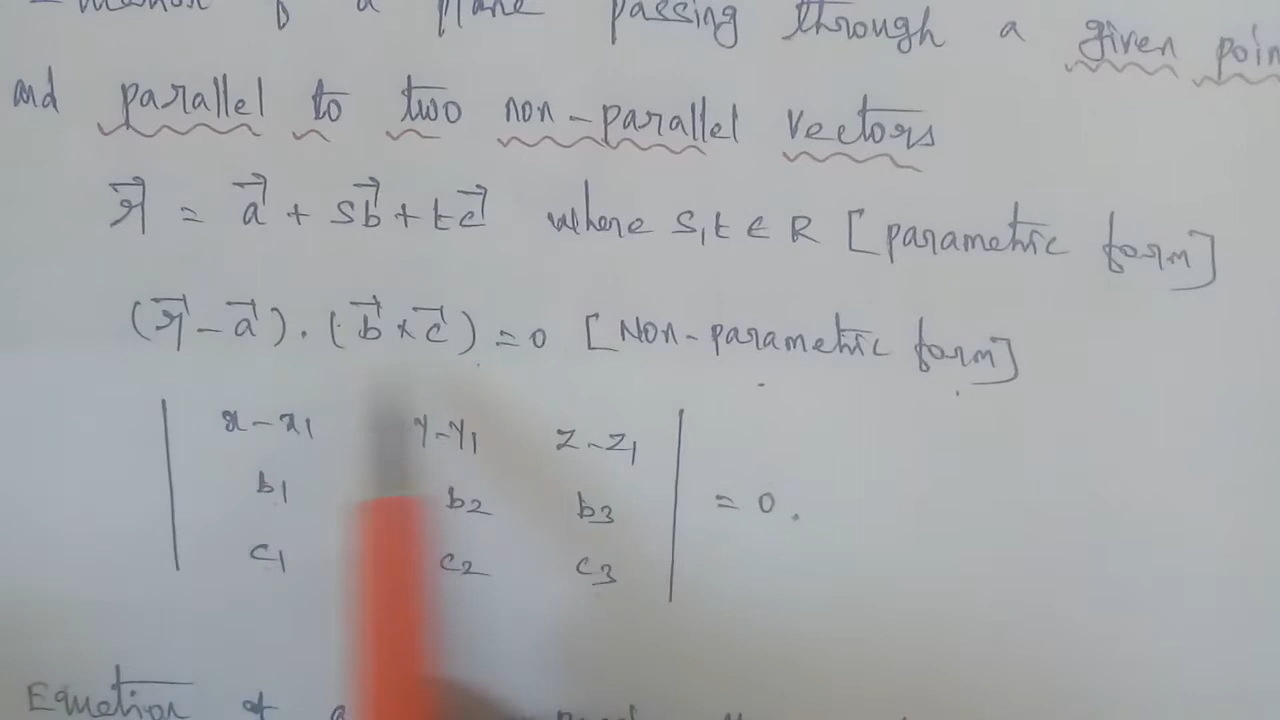 a plane passing through a given poin
and parallel to two non-parallel vectors
r⃗ = a⃗ + sb⃗ + tc⃗ where s,t ∈ R [parametric form]
(r⃗ - a⃗) . (b⃗ × c⃗) = 0 [Non-parametric form]
| x - x₁ y - y₁ z - z₁ |
| b₁ b₂ b₃ | = 0.
| c₁ c₂ c₃ |
Equation of a